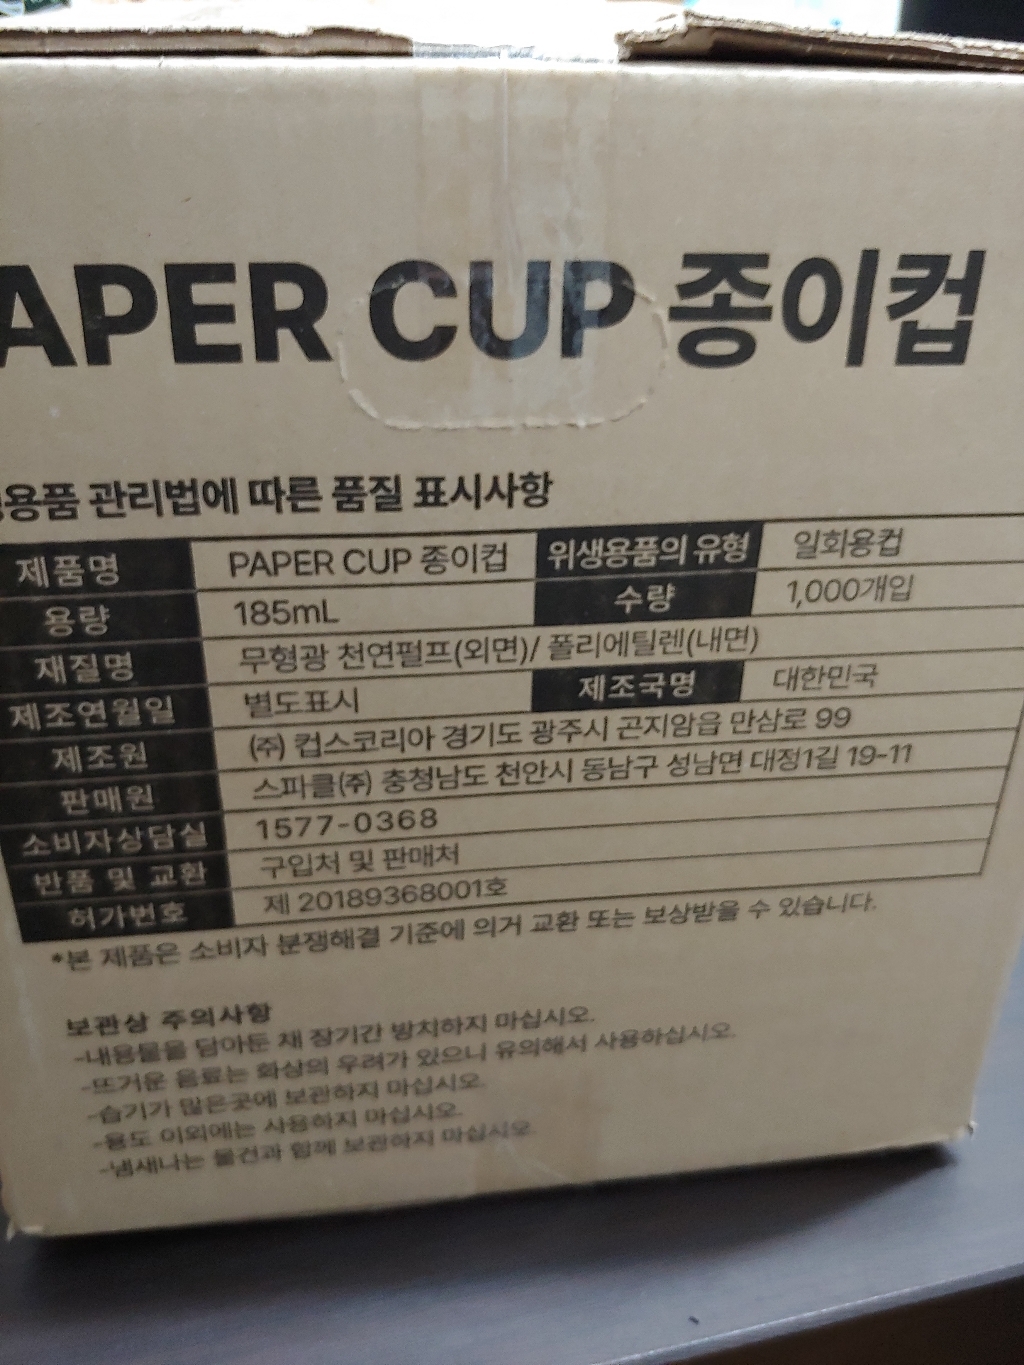 APER CUP 종이컵
용품 관리법에 따른 품질 표시사항
제품명 PAPER CUP 종이컵 위생용품의 유형 일회용컵
용량 185mL 수량 1,000개입
재질명 무형광 천연펄프(외면)/ 폴리에틸렌(내면)
제조연월일 별도표시 제조국명 대한민국
제조원 (주) 컵스코리아 경기도 광주시 곤지암읍 만삼로 99
판매원 스파클(주) 충청남도 천안시 동남구 성남면 대정1길 19-11
소비자상담실 1577-0368
반품 및 교환 구입처 및 판매처
허가번호 제 20189368001호
*본 제품은 소비자 분쟁해결 기준에 의거 교환 또는 보상받을 수 있습니다.
보관상 주의사항
-내용물을 담아둔 채 장기간 방치하지 마십시오.
-뜨거운 음료는 화상의 우려가 있으니 유의해서 사용하십시오.
-습기가 많은곳에 보관하지 마십시오.
-용도 이외에는 사용하지 마십시오.
-냄새나는 물건과 함께 보관하지 마십시오.